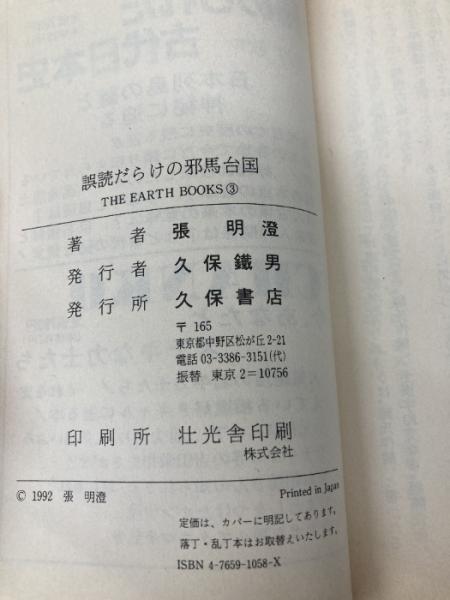 誤読だらけの邪馬台国
THE EARTH BOOKS③
著者 張明澄
発行者 久保鐵男
発行所 久保書店
〒165
東京都中野区松が丘2-21
電話 03-3386-3151(代)
振替 東京2=10756
印刷所 壮光舎印刷
株式会社
© 1992 張 明澄
Printed in Japan
定価は、カバーに明記してあります。
落丁・乱丁本はお取替えいたします。
ISBN 4-7659-1058-X